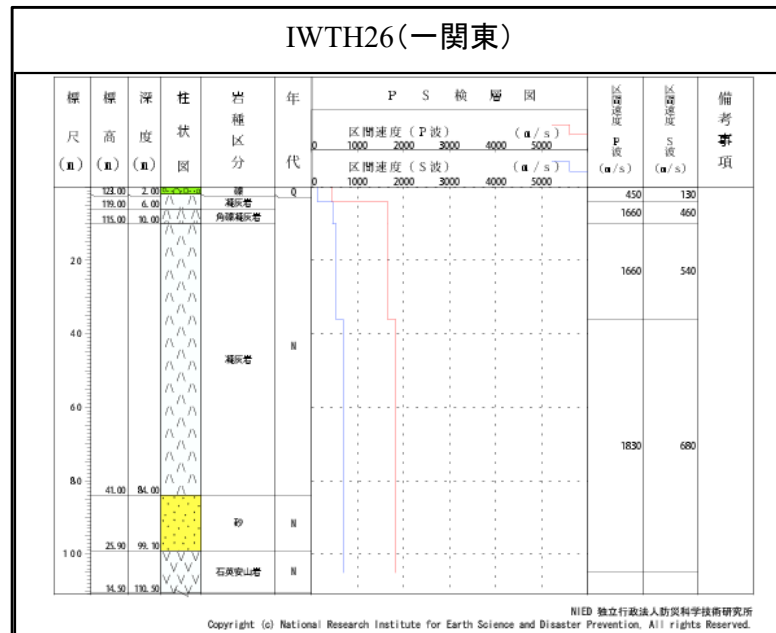 IWTH26(一関東)
標尺(m)
標高(m)
深度(m)
柱状図
岩種区分
年代
PS検層図
区間速度(P波) (m/s)
0 1000 2000 3000 4000 5000
区間速度(S波) (m/s)
0 1000 2000 3000 4000 5000
区間速度 P波 (m/s)
区間速度 S波 (m/s)
備考事項
123.00 2.00 礫 Q 450 130
119.00 6.00 凝灰岩 1660 460
115.00 10.00 角礫凝灰岩
20 1660 540
40
凝灰岩 N
60
1830 680
80
41.00 84.00
砂 N
25.90 99.10
100
石英安山岩 N
14.50 110.50
NIED 独立行政法人防災科学技術研究所
Copyright (c) National Research Institute for Earth Science and Disaster Prevention, All rights Reserved.